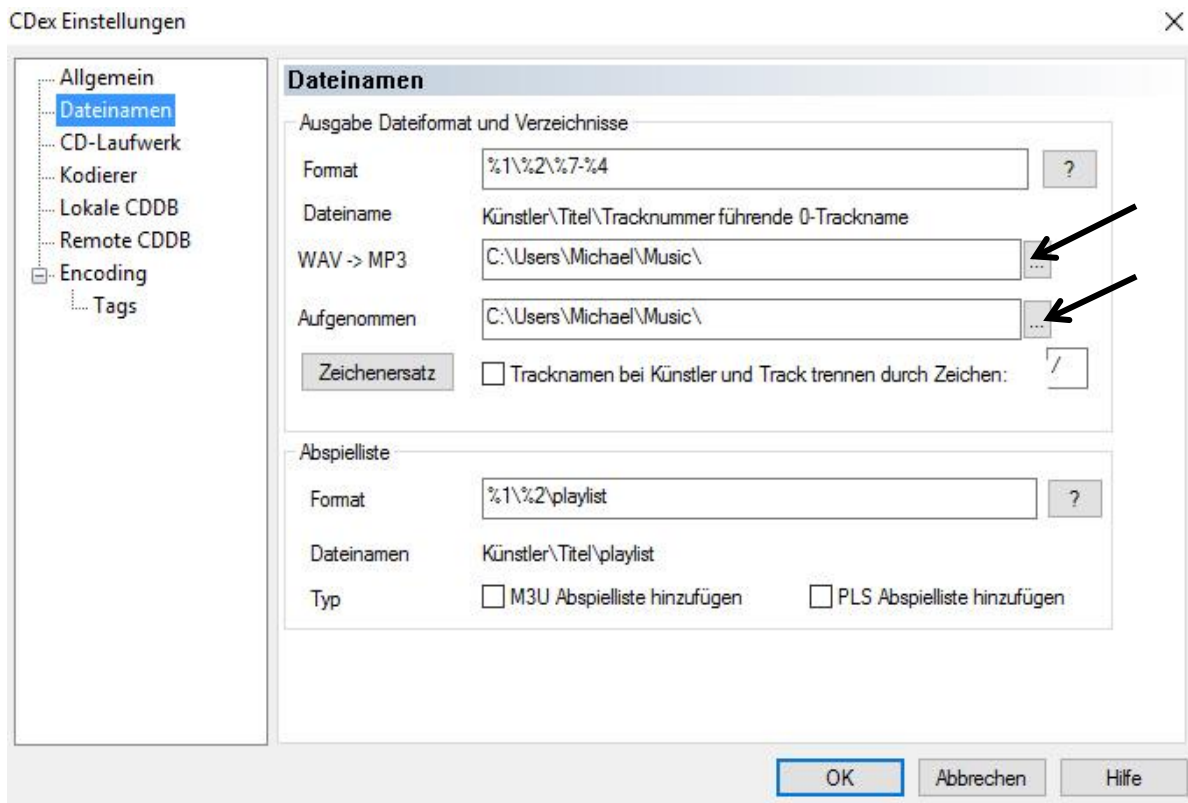 CDex Einstellungen
Allgemein
Dateinamen
CD-Laufwerk
Kodierer
Lokale CDDB
Remote CDDB
Encoding
Tags
Dateinamen
Ausgabe Dateiformat und Verzeichnisse
Format %1\%2\%7-%4 ?
Dateiname Künstler\Titel\Tracknummer führende 0-Trackname
WAV -> MP3 C:\Users\Michael\Music\ ...
Aufgenommen C:\Users\Michael\Music\ ...
Zeichenersatz Tracknamen bei Künstler und Track trennen durch Zeichen: /
Abspielliste
Format %1\%2\playlist ?
Dateinamen Künstler\Titel\playlist
Typ M3U Abspielliste hinzufügen PLS Abspielliste hinzufügen
OK Abbrechen Hilfe